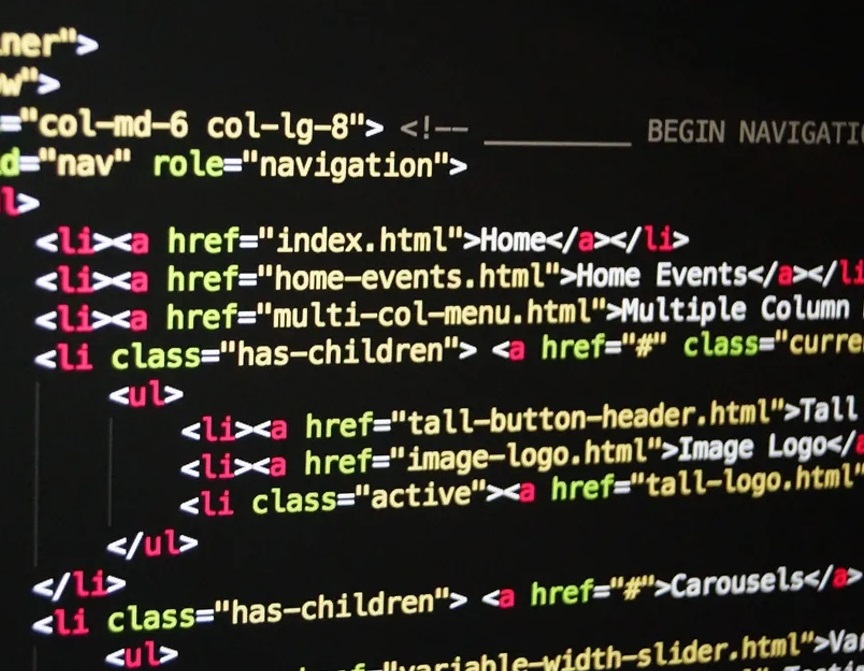 ner">
w">
="col-md-6 col-lg-8"> <!-- ________ BEGIN NAVIGATI
d="nav" role="navigation">
l>
<li><a href="index.html">Home</a></li>
<li><a href="home-events.html">Home Events</a></li
<li><a href="multi-col-menu.html">Multiple Column
<li class="has-children"> <a href="#" class="curre
<ul>
<li><a href="tall-button-header.html">Tall
<li><a href="image-logo.html">Image Logo</a
<li class="active"><a href="tall-logo.html"
</ul>
</li>
<li class="has-children"> <a href="#">Carousels</a>
<ul>
href="variable-width-slider.html">Va